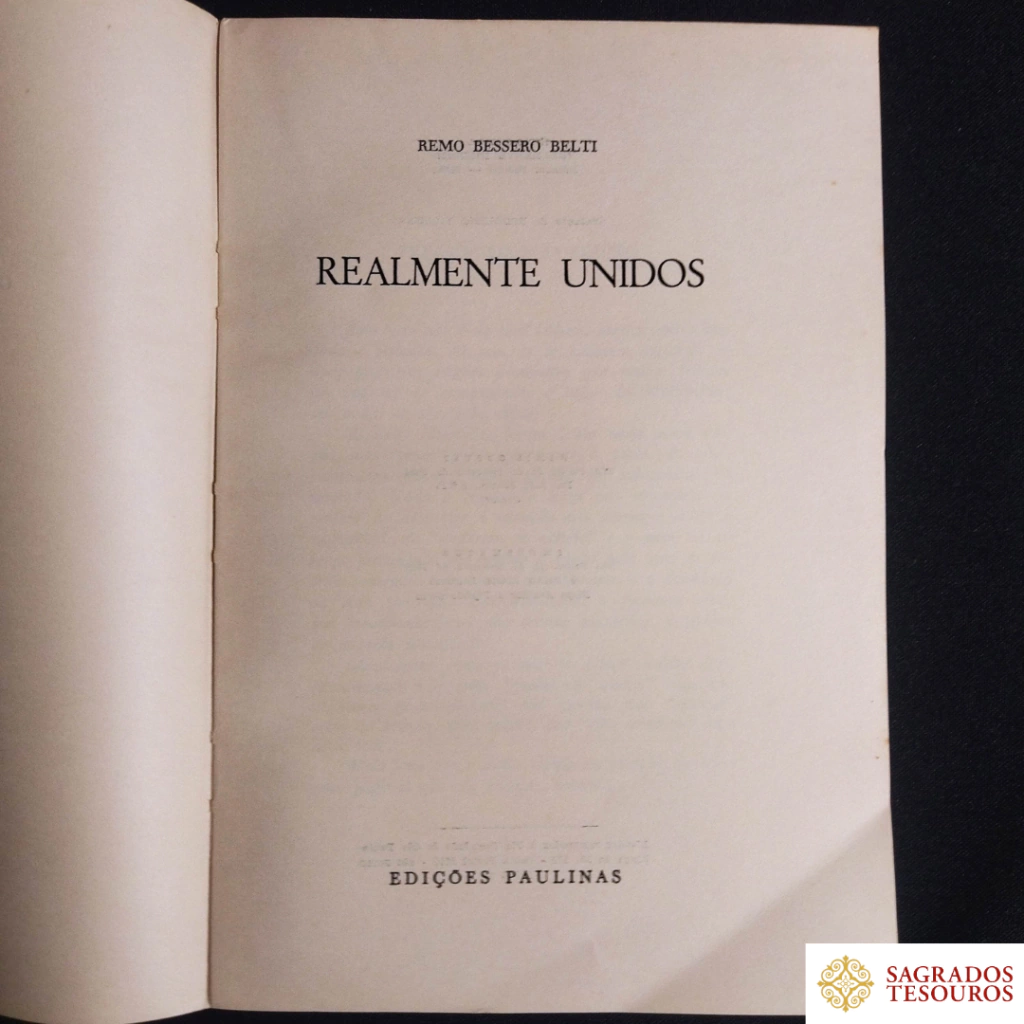 REMO BESSERO BELTI
REALMENTE UNIDOS
EDIÇÕES PAULINAS
SAGRADOS
TESOUROS